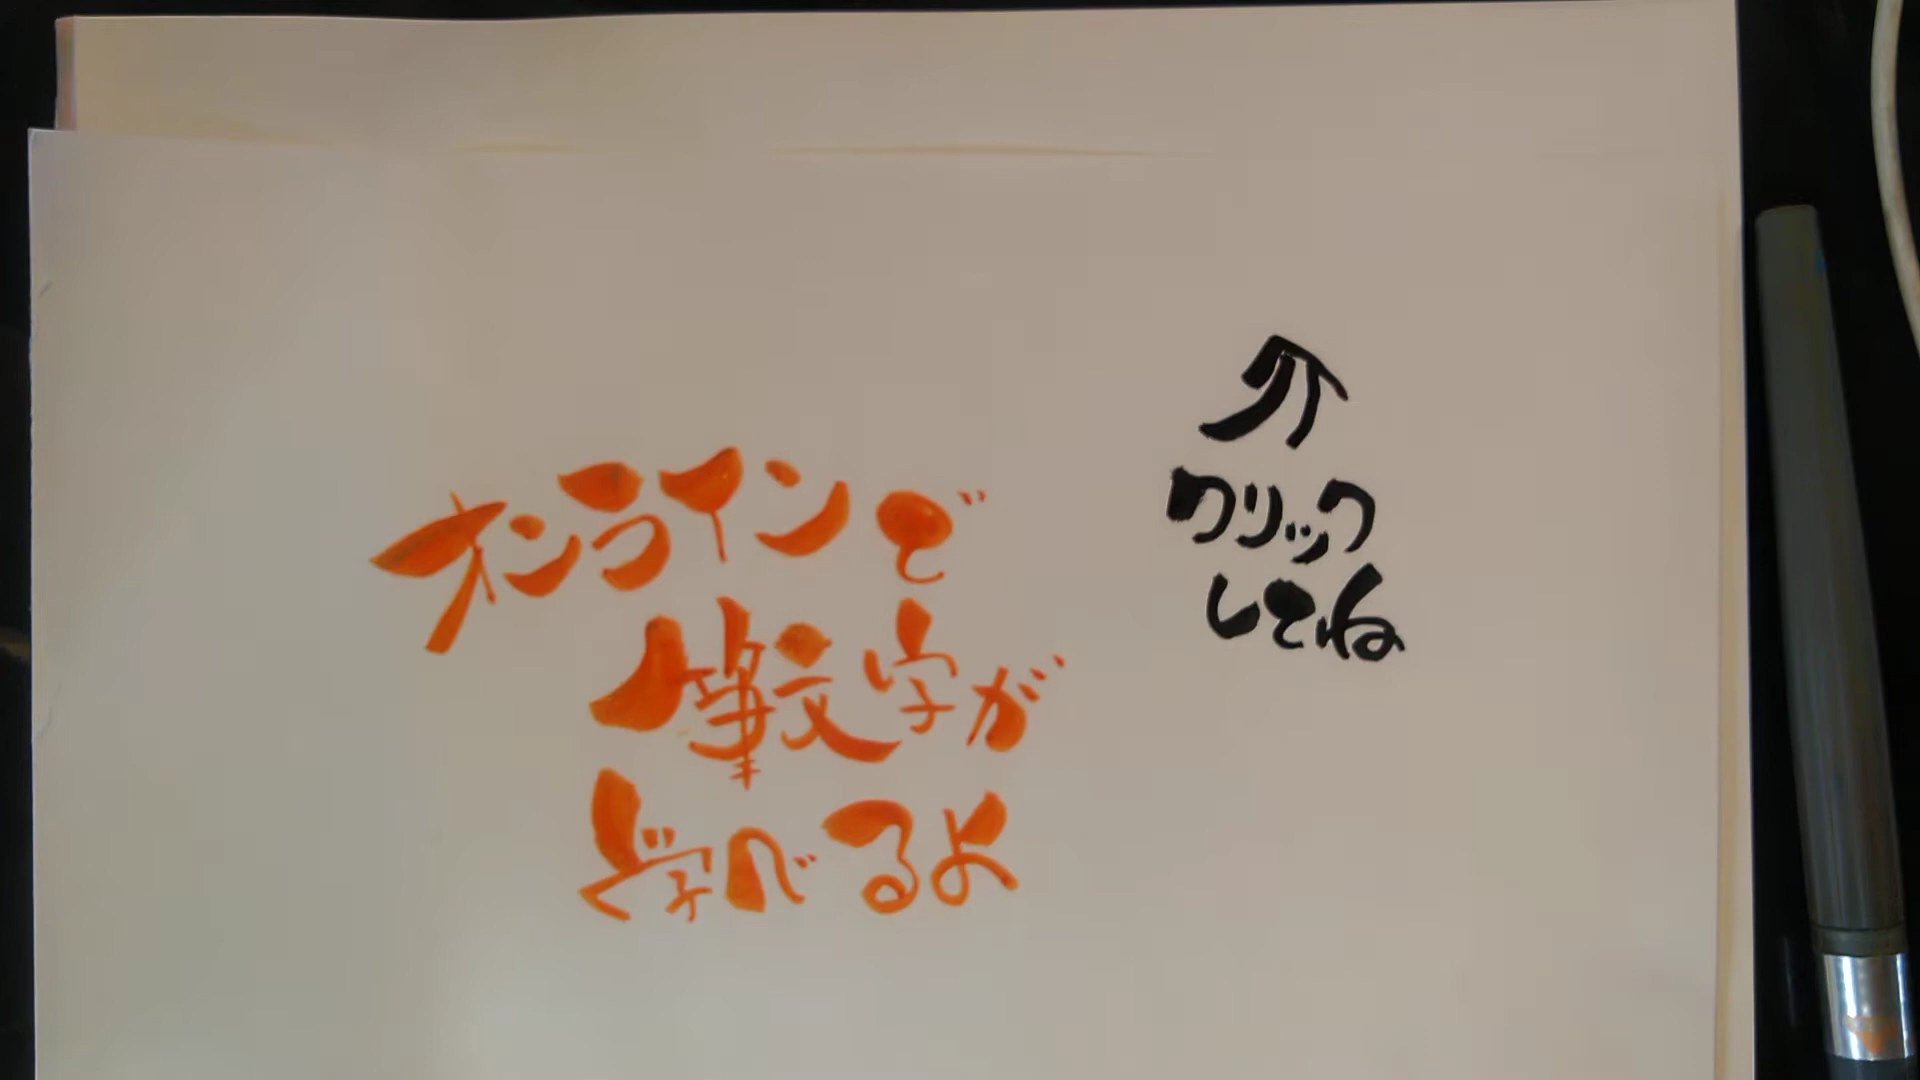 オンラインで
筆文字が
学べるよ
⇧
クリック
してね